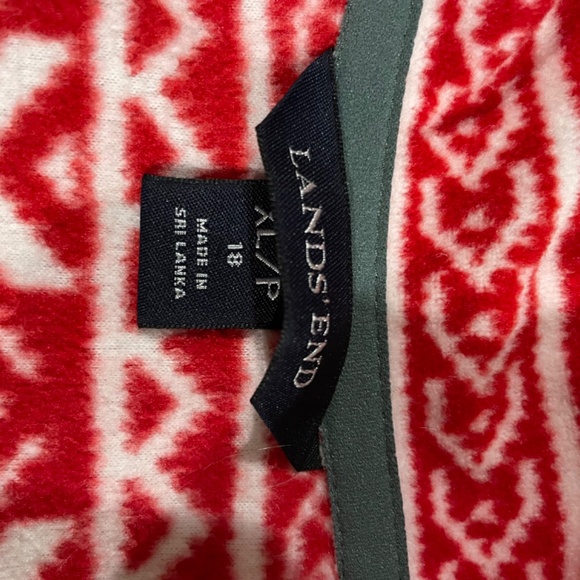 LANDS' END
XL/P
18
MADE IN
SRI LANKA